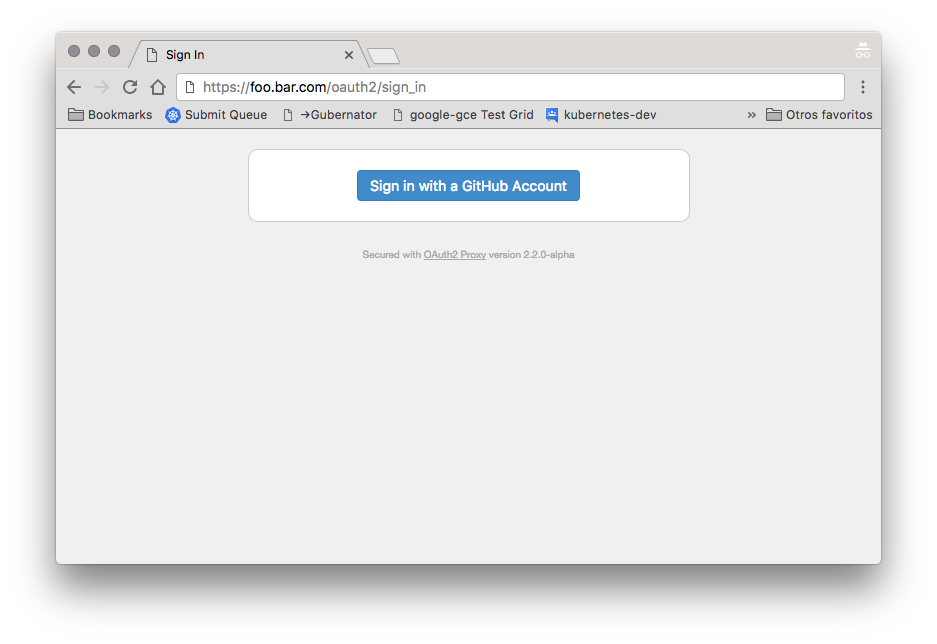 Sign In
https://foo.bar.com/oauth2/sign_in
Bookmarks Submit Queue →Gubernator google-gce Test Grid kubernetes-dev » Otros favoritos
Sign in with a GitHub Account
Secured with OAuth2 Proxy version 2.2.0-alpha